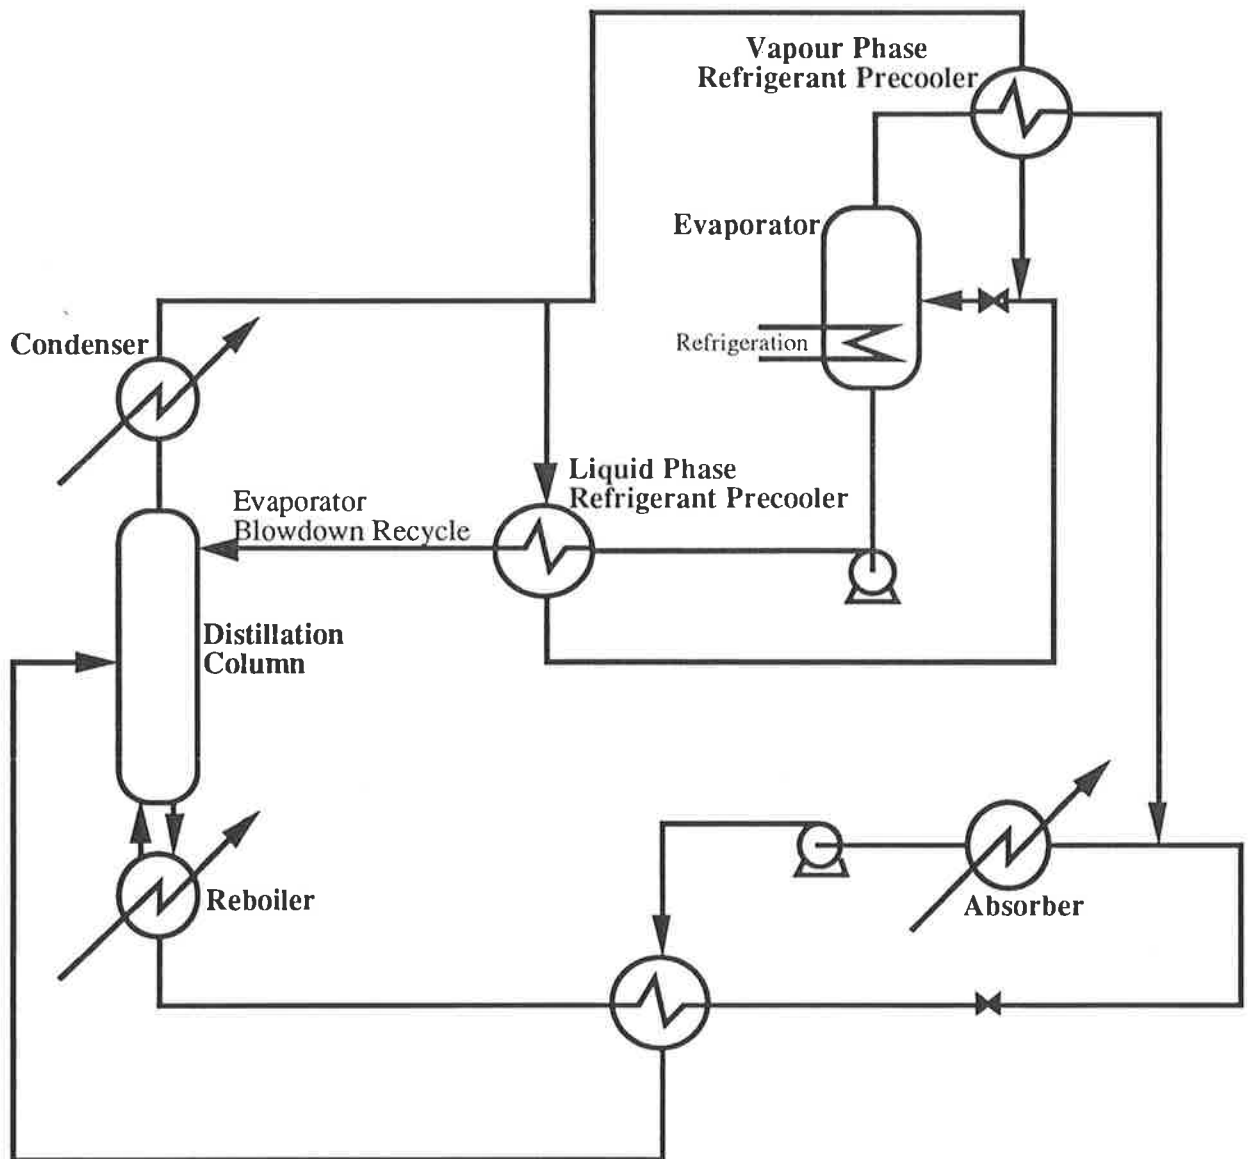 Vapour Phase
Refrigerant Precooler
Evaporator
Condenser
Refrigeration
Liquid Phase
Refrigerant Precooler
Evaporator
Blowdown Recycle
Distillation
Column
Reboiler
Absorber